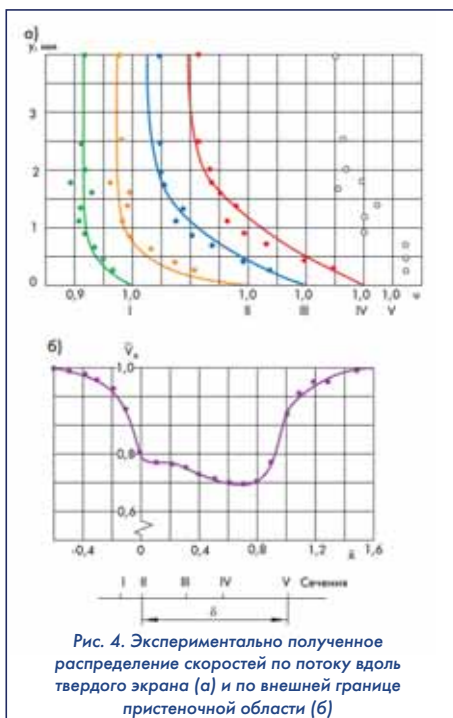 а)
y, мм
3
2
1
0
0,9 1,0 1,0 1,0 1,0 1,0 u
I II III IV V
б)
1,0
0,8
0,6
-0,4 0 0,4 0,8 1,2 1,6
I II III IV V Сечения
δ
Рис. 4. Экспериментально полученное
распределение скоростей по потоку вдоль
твердого экрана (а) и по внешней границе
пристеночной области (б)